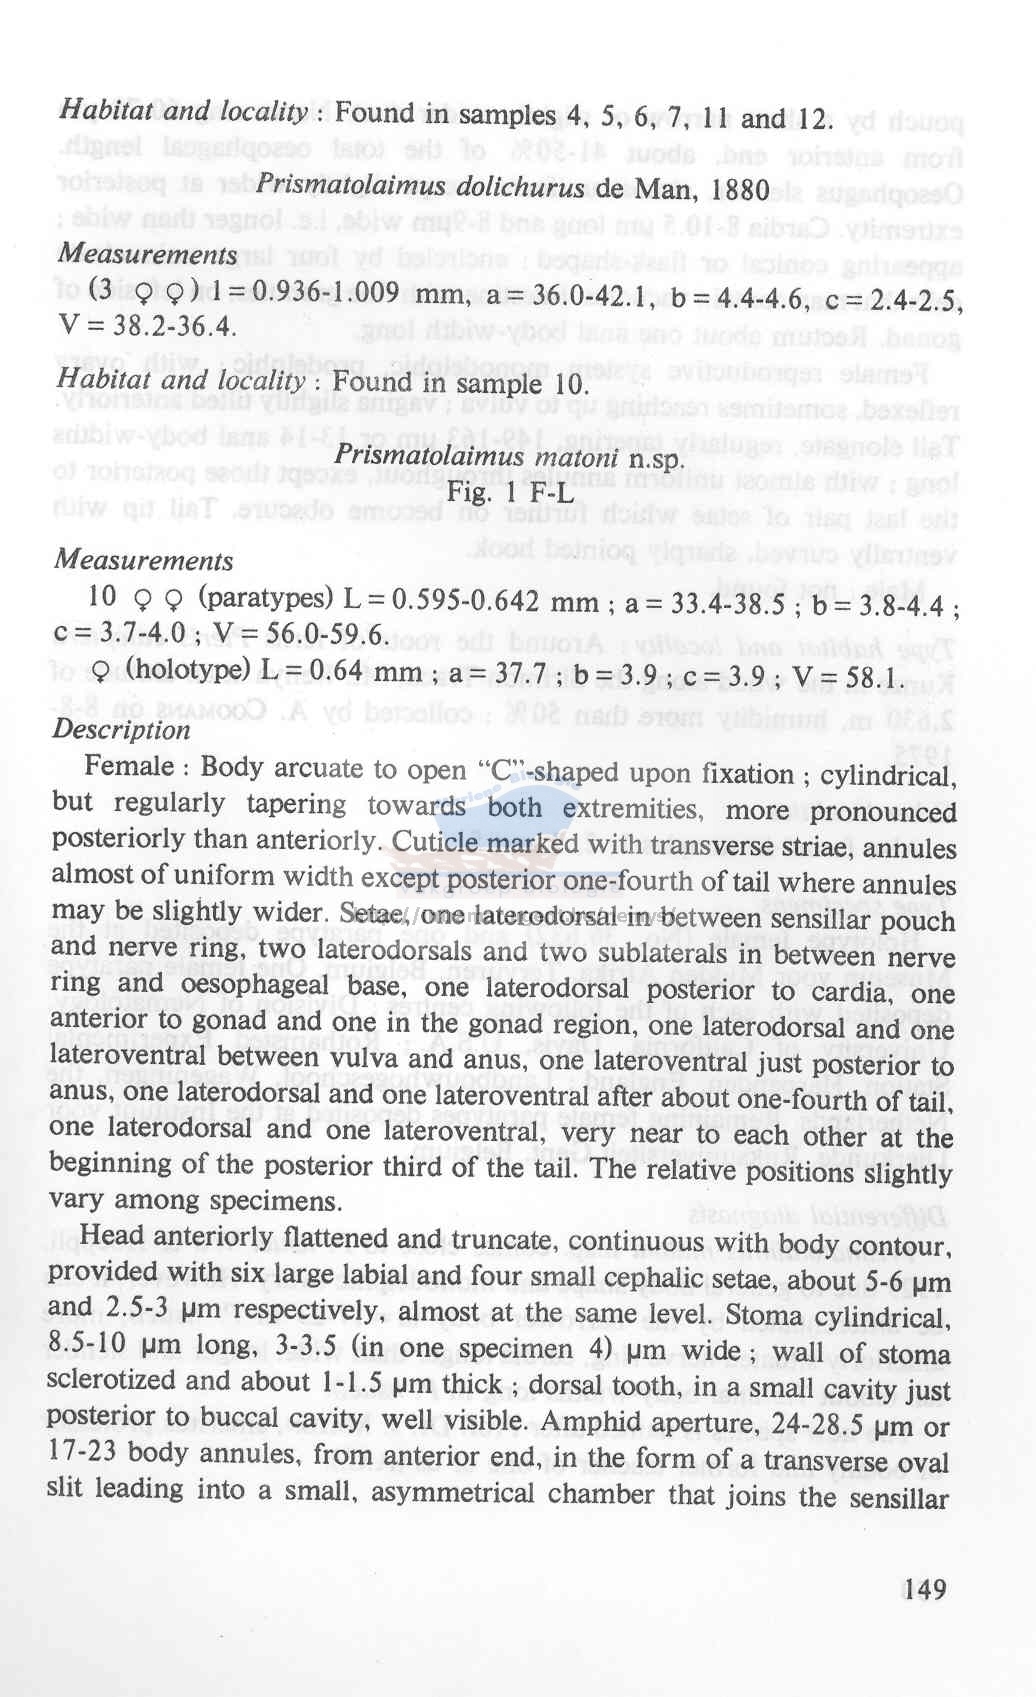 Habitat and locality : Found in samples 4, 5, 6, 7, 11 and 12.
Prismatolaimus dolichurus de Man, 1880
Measurements
(3 ♀ ♀) l = 0.936-1.009 mm, a = 36.0-42.1, b = 4.4-4.6, c = 2.4-2.5,
V = 38.2-36.4.
Habitat and locality : Found in sample 10.
Prismatolaimus matoni n.sp.
Fig. 1 F-L
Measurements
10 ♀ ♀ (paratypes) L = 0.595-0.642 mm ; a = 33.4-38.5 ; b = 3.8-4.4 ;
c = 3.7-4.0 ; V = 56.0-59.6.
♀ (holotype) L = 0.64 mm ; a = 37.7 ; b = 3.9 ; c = 3.9 ; V = 58.1.
Description
Female : Body arcuate to open “C”-shaped upon fixation ; cylindrical,
but regularly tapering towards both extremities, more pronounced
posteriorly than anteriorly. Cuticle marked with transverse striae, annules
almost of uniform width except posterior one-fourth of tail where annules
may be slightly wider. Setae, one laterodorsal in between sensillar pouch
and nerve ring, two laterodorsals and two sublaterals in between nerve
ring and oesophageal base, one laterodorsal posterior to cardia, one
anterior to gonad and one in the gonad region, one laterodorsal and one
lateroventral between vulva and anus, one lateroventral just posterior to
anus, one laterodorsal and one lateroventral after about one-fourth of tail,
one laterodorsal and one lateroventral, very near to each other at the
beginning of the posterior third of the tail. The relative positions slightly
vary among specimens.
Head anteriorly flattened and truncate, continuous with body contour,
provided with six large labial and four small cephalic setae, about 5-6 µm
and 2.5-3 µm respectively, almost at the same level. Stoma cylindrical,
8.5-10 µm long, 3-3.5 (in one specimen 4) µm wide ; wall of stoma
sclerotized and about 1-1.5 µm thick ; dorsal tooth, in a small cavity just
posterior to buccal cavity, well visible. Amphid aperture, 24-28.5 µm or
17-23 body annules, from anterior end, in the form of a transverse oval
slit leading into a small, asymmetrical chamber that joins the sensillar
149